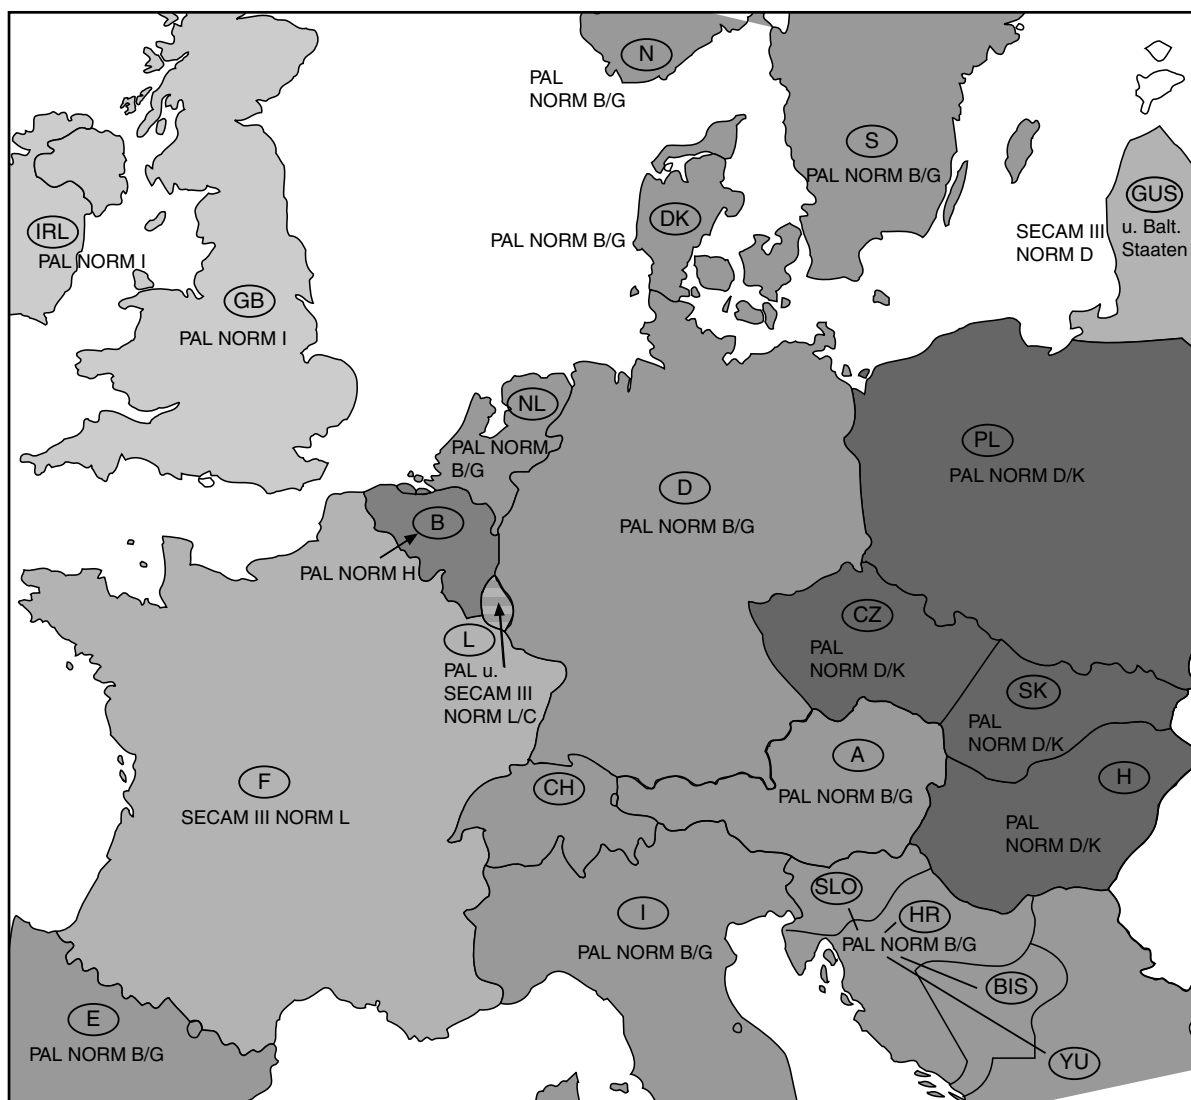 N
PAL
NORM B/G
S
PAL NORM B/G
GUS
u. Balt.
Staaten
SECAM III
NORM D
DK
PAL NORM B/G
IRL
PAL NORM I
GB
PAL NORM I
NL
PAL NORM
B/G
PL
PAL NORM D/K
D
PAL NORM B/G
B
PAL NORM H
CZ
PAL
NORM D/K
L
PAL u.
SECAM III
NORM L/C
SK
PAL
NORM D/K
A
PAL NORM B/G
H
PAL
NORM D/K
F
SECAM III NORM L
CH
SLO
HR
PAL NORM B/G
I
PAL NORM B/G
BIS
YU
E
PAL NORM B/G